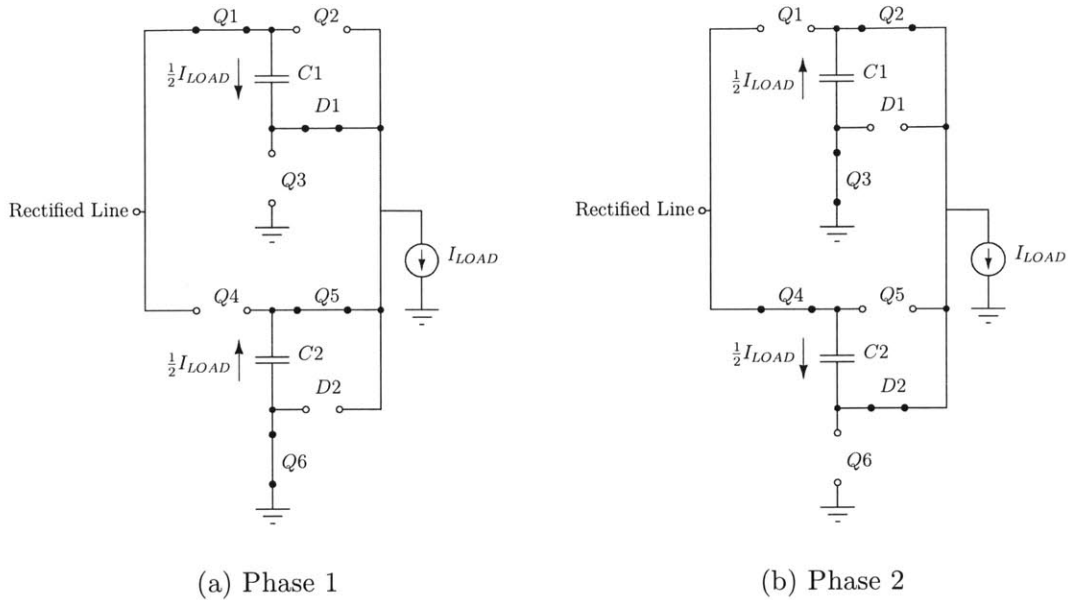 Q1
Q2
½I_LOAD
C1
D1
Q3
Rectified Line
I_LOAD
Q4
Q5
½I_LOAD
C2
D2
Q6
(a) Phase 1
Q1
Q2
½I_LOAD
C1
D1
Q3
Rectified Line
I_LOAD
Q4
Q5
½I_LOAD
C2
D2
Q6
(b) Phase 2